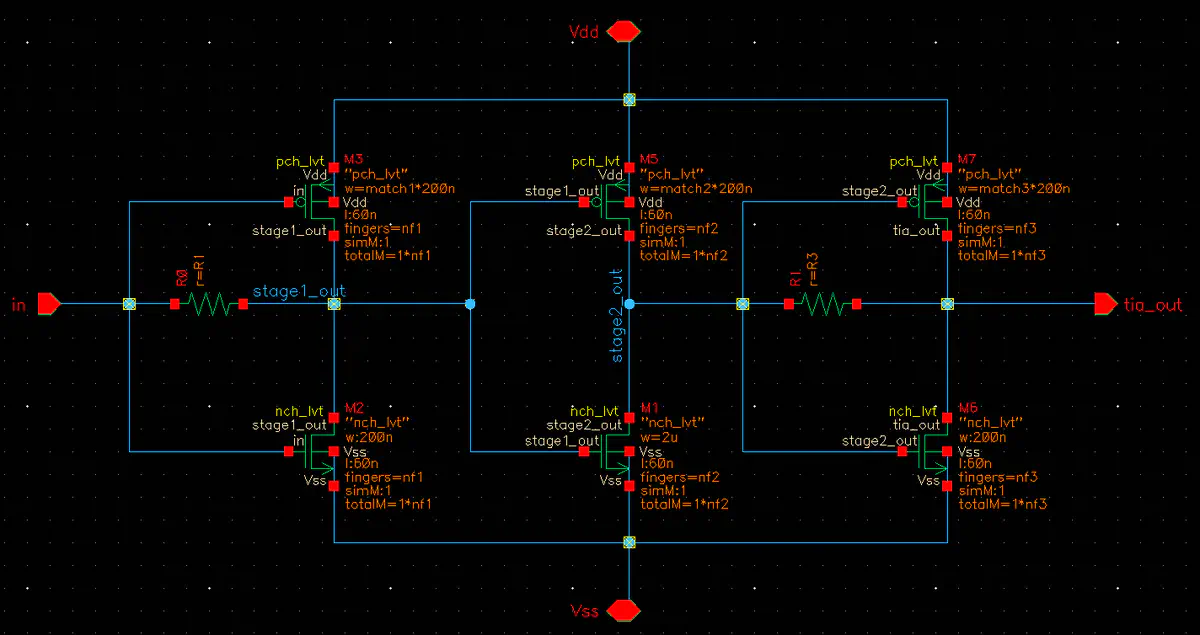 Vdd
pch_lvt
M3
"pch_lvt"
Vdd
in
w=match1*200n
Vdd
l:60n
stage1_out
fingers=nf1
simM:1
totalM=1*nf1
pch_lvt
M5
"pch_lvt"
Vdd
stage1_out
w=match2*200n
Vdd
l:60n
stage2_out
fingers=nf2
simM:1
totalM=1*nf2
pch_lvt
M7
"pch_lvt"
Vdd
stage2_out
w=match3*200n
Vdd
l:60n
tia_out
fingers=nf3
simM:1
totalM=1*nf3
in
R0
r=R1
stage1_out
stage2_out
R1
r=R3
tia_out
nch_lvt
M2
"nch_lvt"
stage1_out
w:200n
in
Vss
l:60n
fingers=nf1
Vss
simM:1
totalM=1*nf1
nch_lvt
M1
"nch_lvt"
stage2_out
w=2u
stage1_out
Vss
l:60n
fingers=nf2
Vss
simM:1
totalM=1*nf2
nch_lvt
M6
"nch_lvt"
tia_out
w:200n
stage2_out
Vss
l:60n
fingers=nf3
Vss
simM:1
totalM=1*nf3
Vss